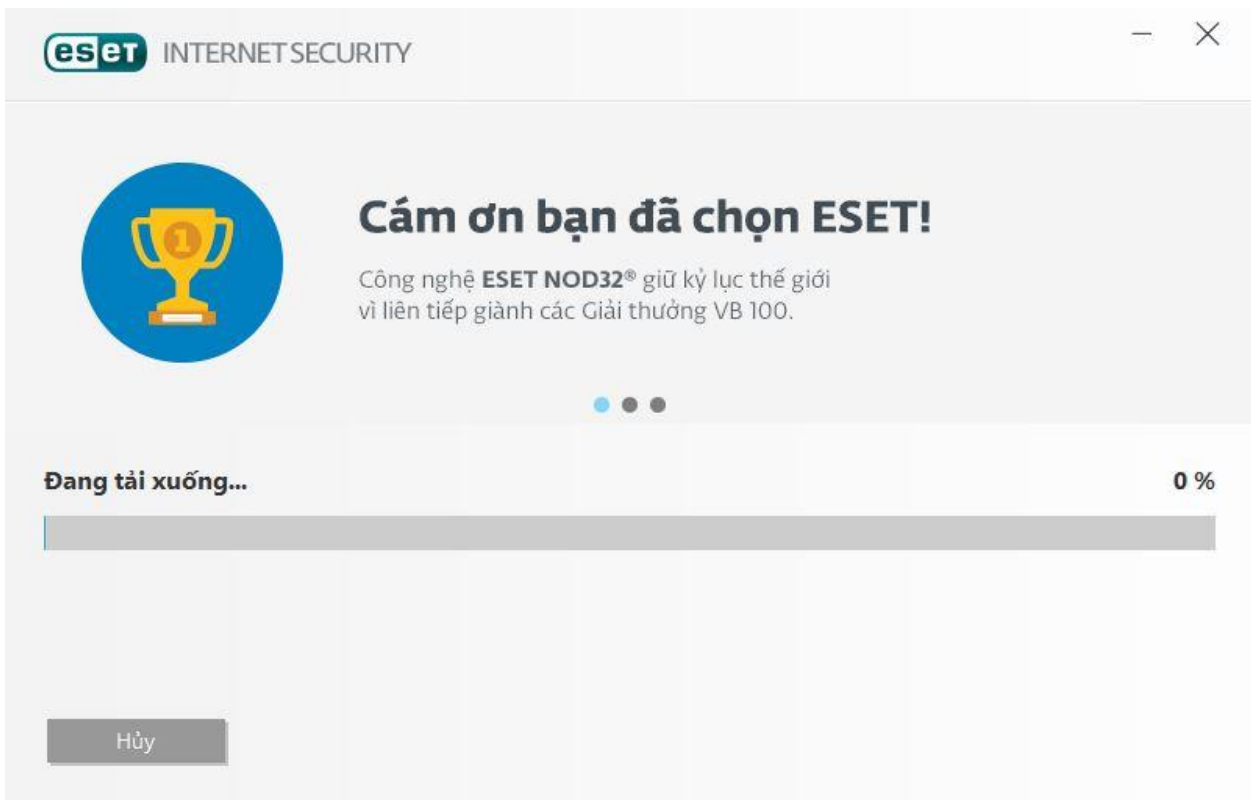 eset INTERNET SECURITY
1
Cám ơn bạn đã chọn ESET!
Công nghệ ESET NOD32® giữ kỷ lục thế giới
vì liên tiếp giành các Giải thưởng VB 100.
Đang tải xuống... 0 %
Hủy